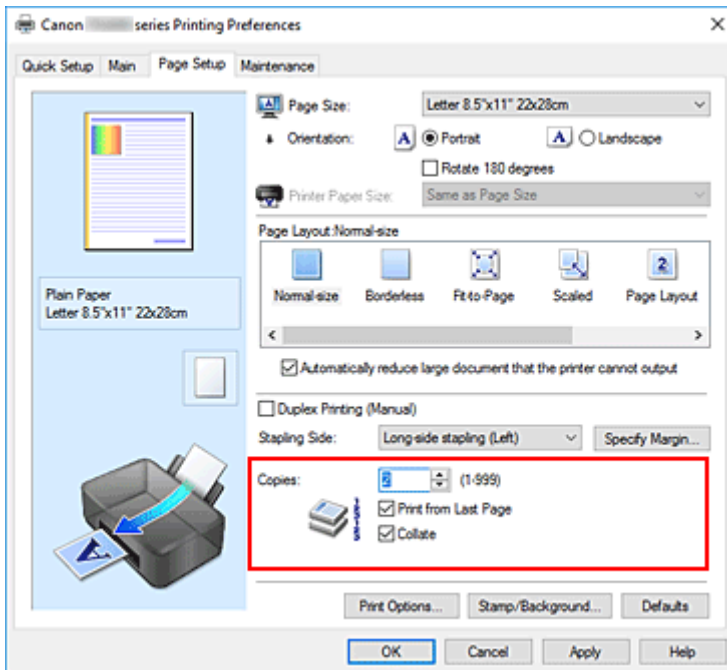 Canon series Printing Preferences
Quick Setup Main Page Setup Maintenance
Page Size: Letter 8.5"x11" 22x28cm
Orientation: A Portrait A Landscape
Rotate 180 degrees
Printer Paper Size: Same as Page Size
Page Layout:Normal-size
2
Normal-size Borderless Fit-to-Page Scaled Page Layout
Plain Paper
Letter 8.5"x11" 22x28cm
Automatically reduce large document that the printer cannot output
Duplex Printing (Manual)
Stapling Side: Long-side stapling (Left) Specify Margin...
Copies: 2 (1-999)
Print from Last Page
Collate
A
Print Options... Stamp/Background... Defaults
OK Cancel Apply Help